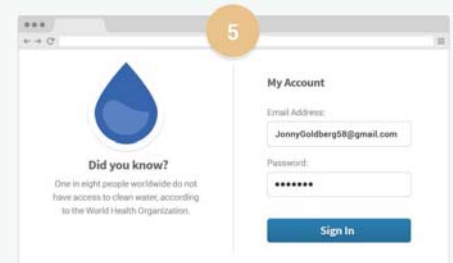 5
Did you know?
One in eight people worldwide do not
have access to clean water, according
to the World Health Organization.
My Account
Email Address:
JonnyGoldberg58@gmail.com
Password:
•••••••
Sign In